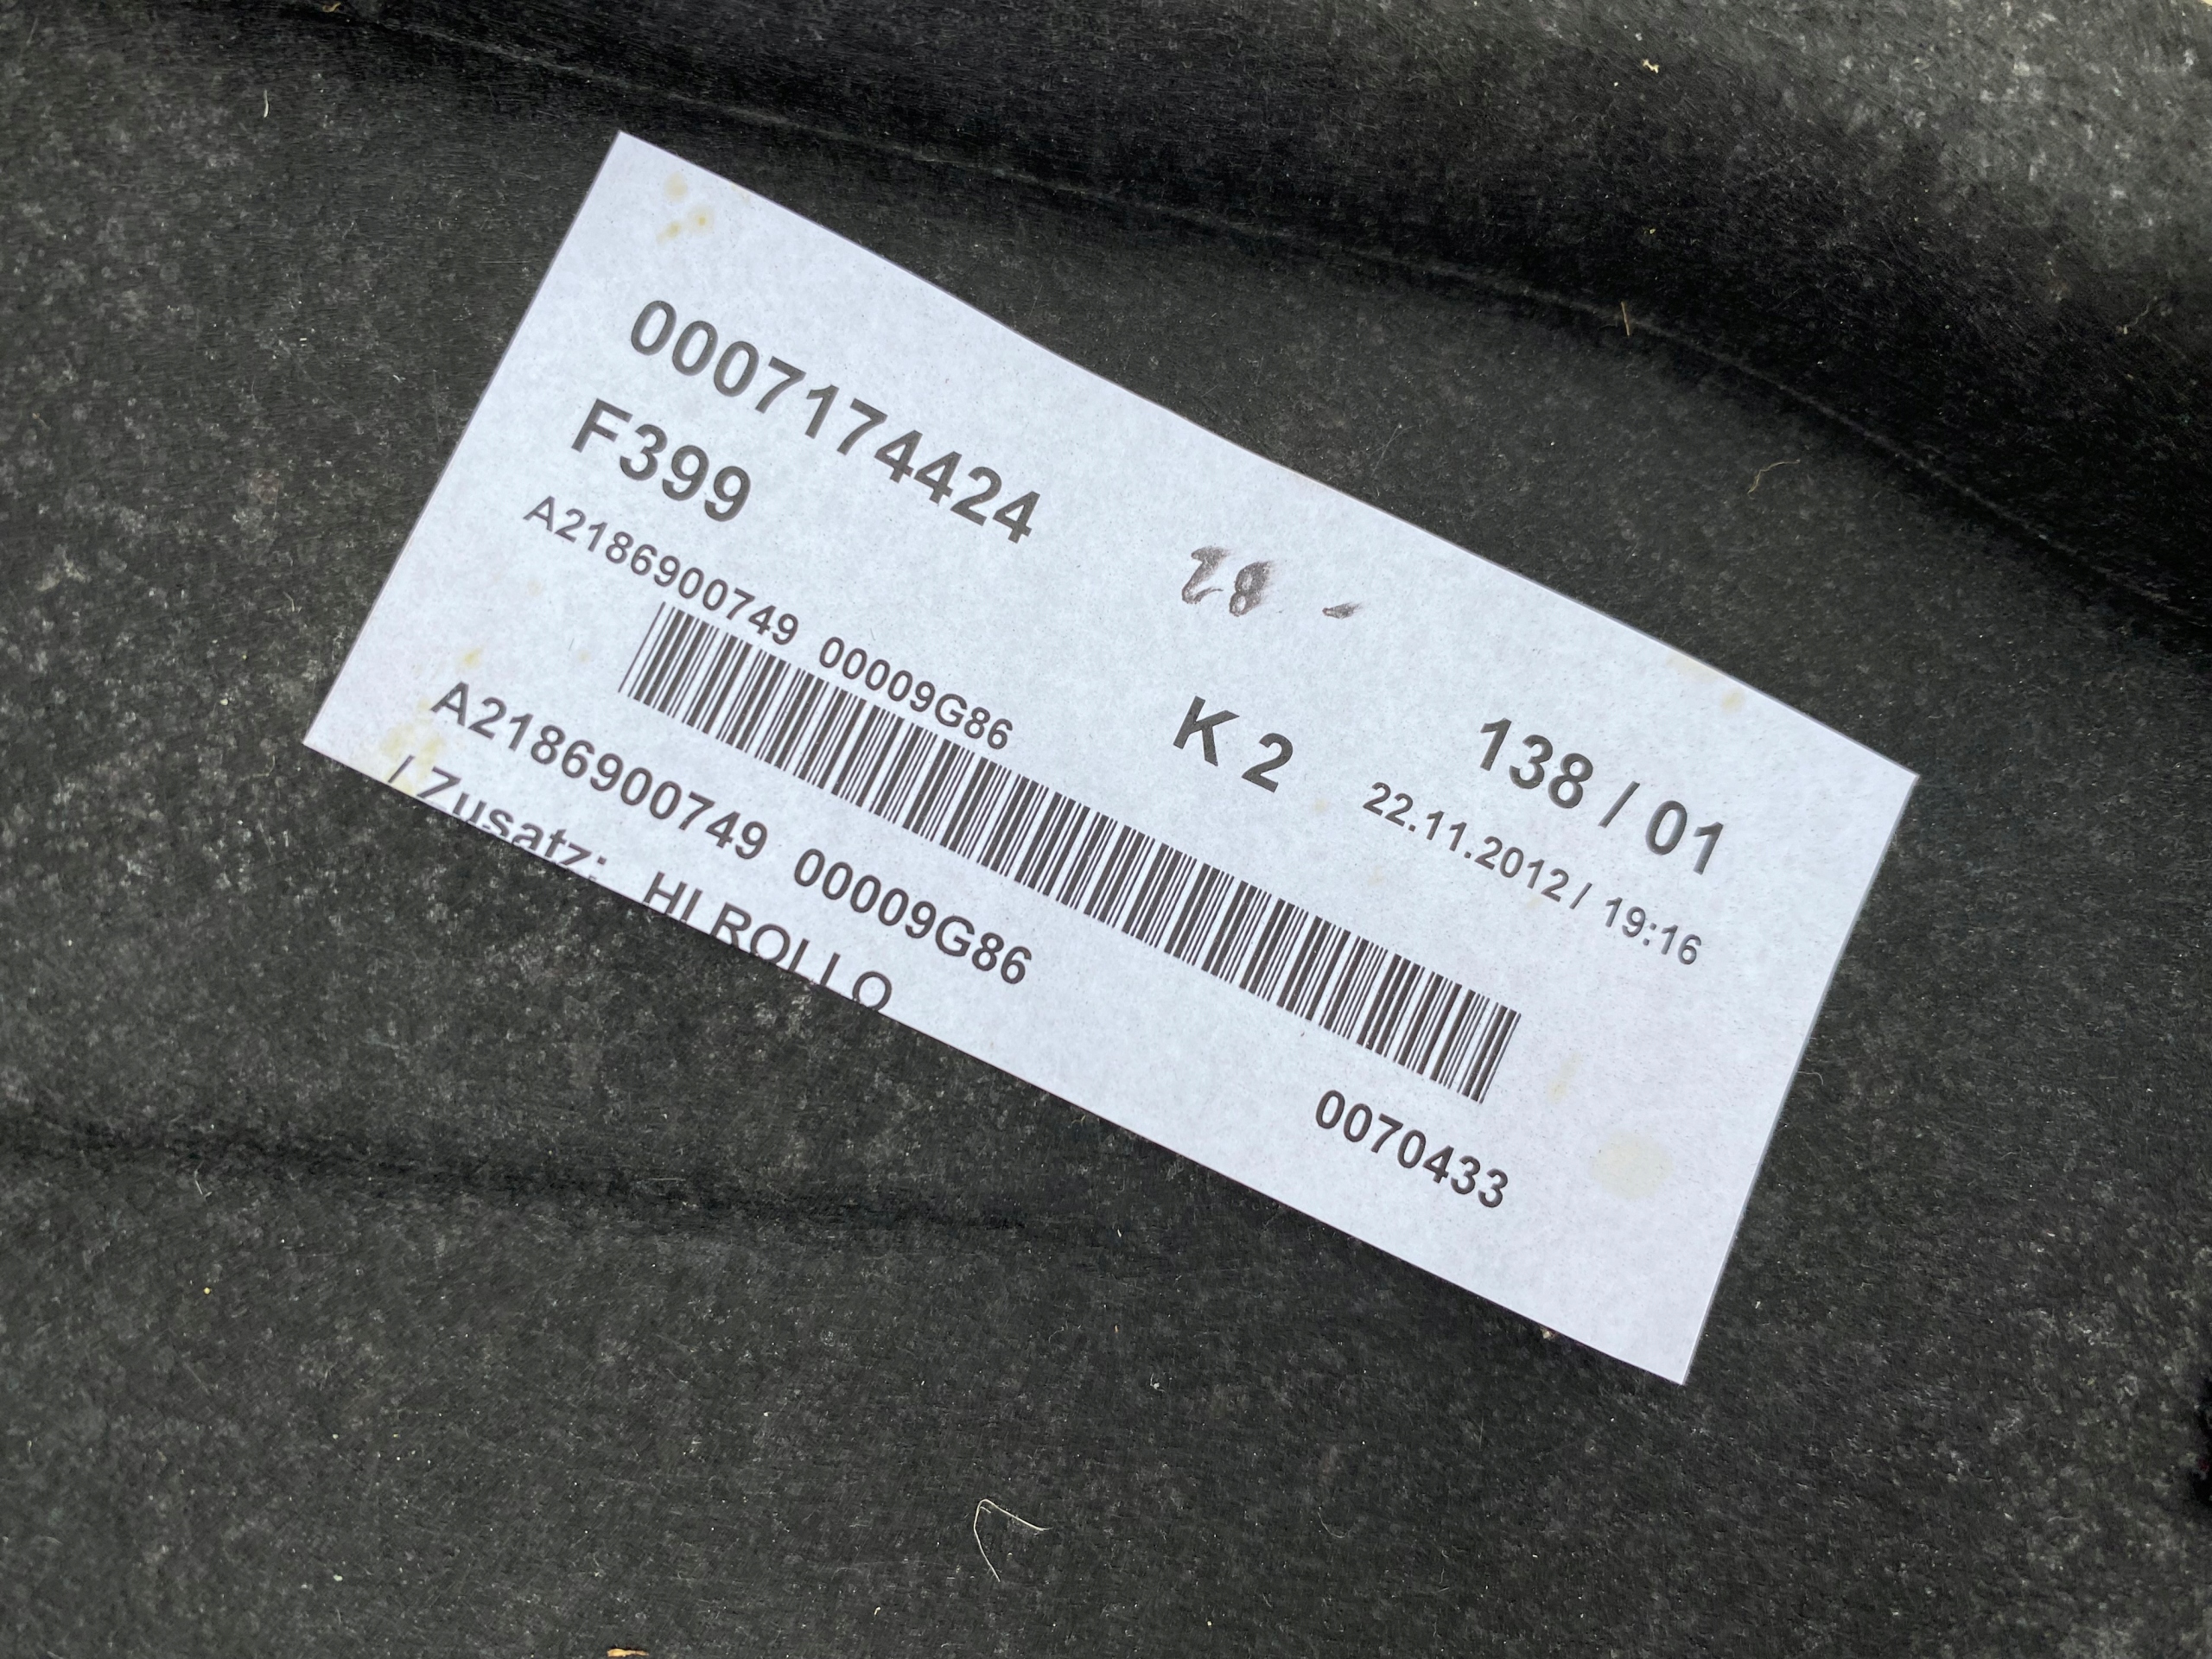 0007174424
28 -
F399
K 2
138 / 01
A2186900749 00009G86
22.11.2012 / 19:16
A2186900749 00009G86
0070433
/ Zusatz: HI ROLLO